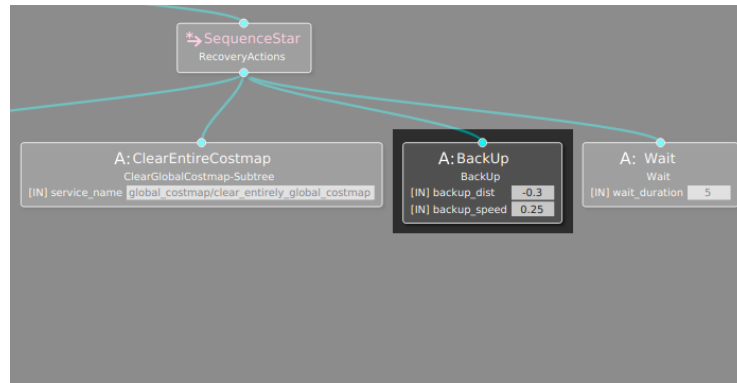 SequenceStar
RecoveryActions
A:ClearEntireCostmap
ClearGlobalCostmap-Subtree
[IN] service_name global_costmap/clear_entirely_global_costmap
A:BackUp
BackUp
[IN] backup_dist -0.3
[IN] backup_speed 0.25
A: Wait
Wait
[IN] wait_duration 5